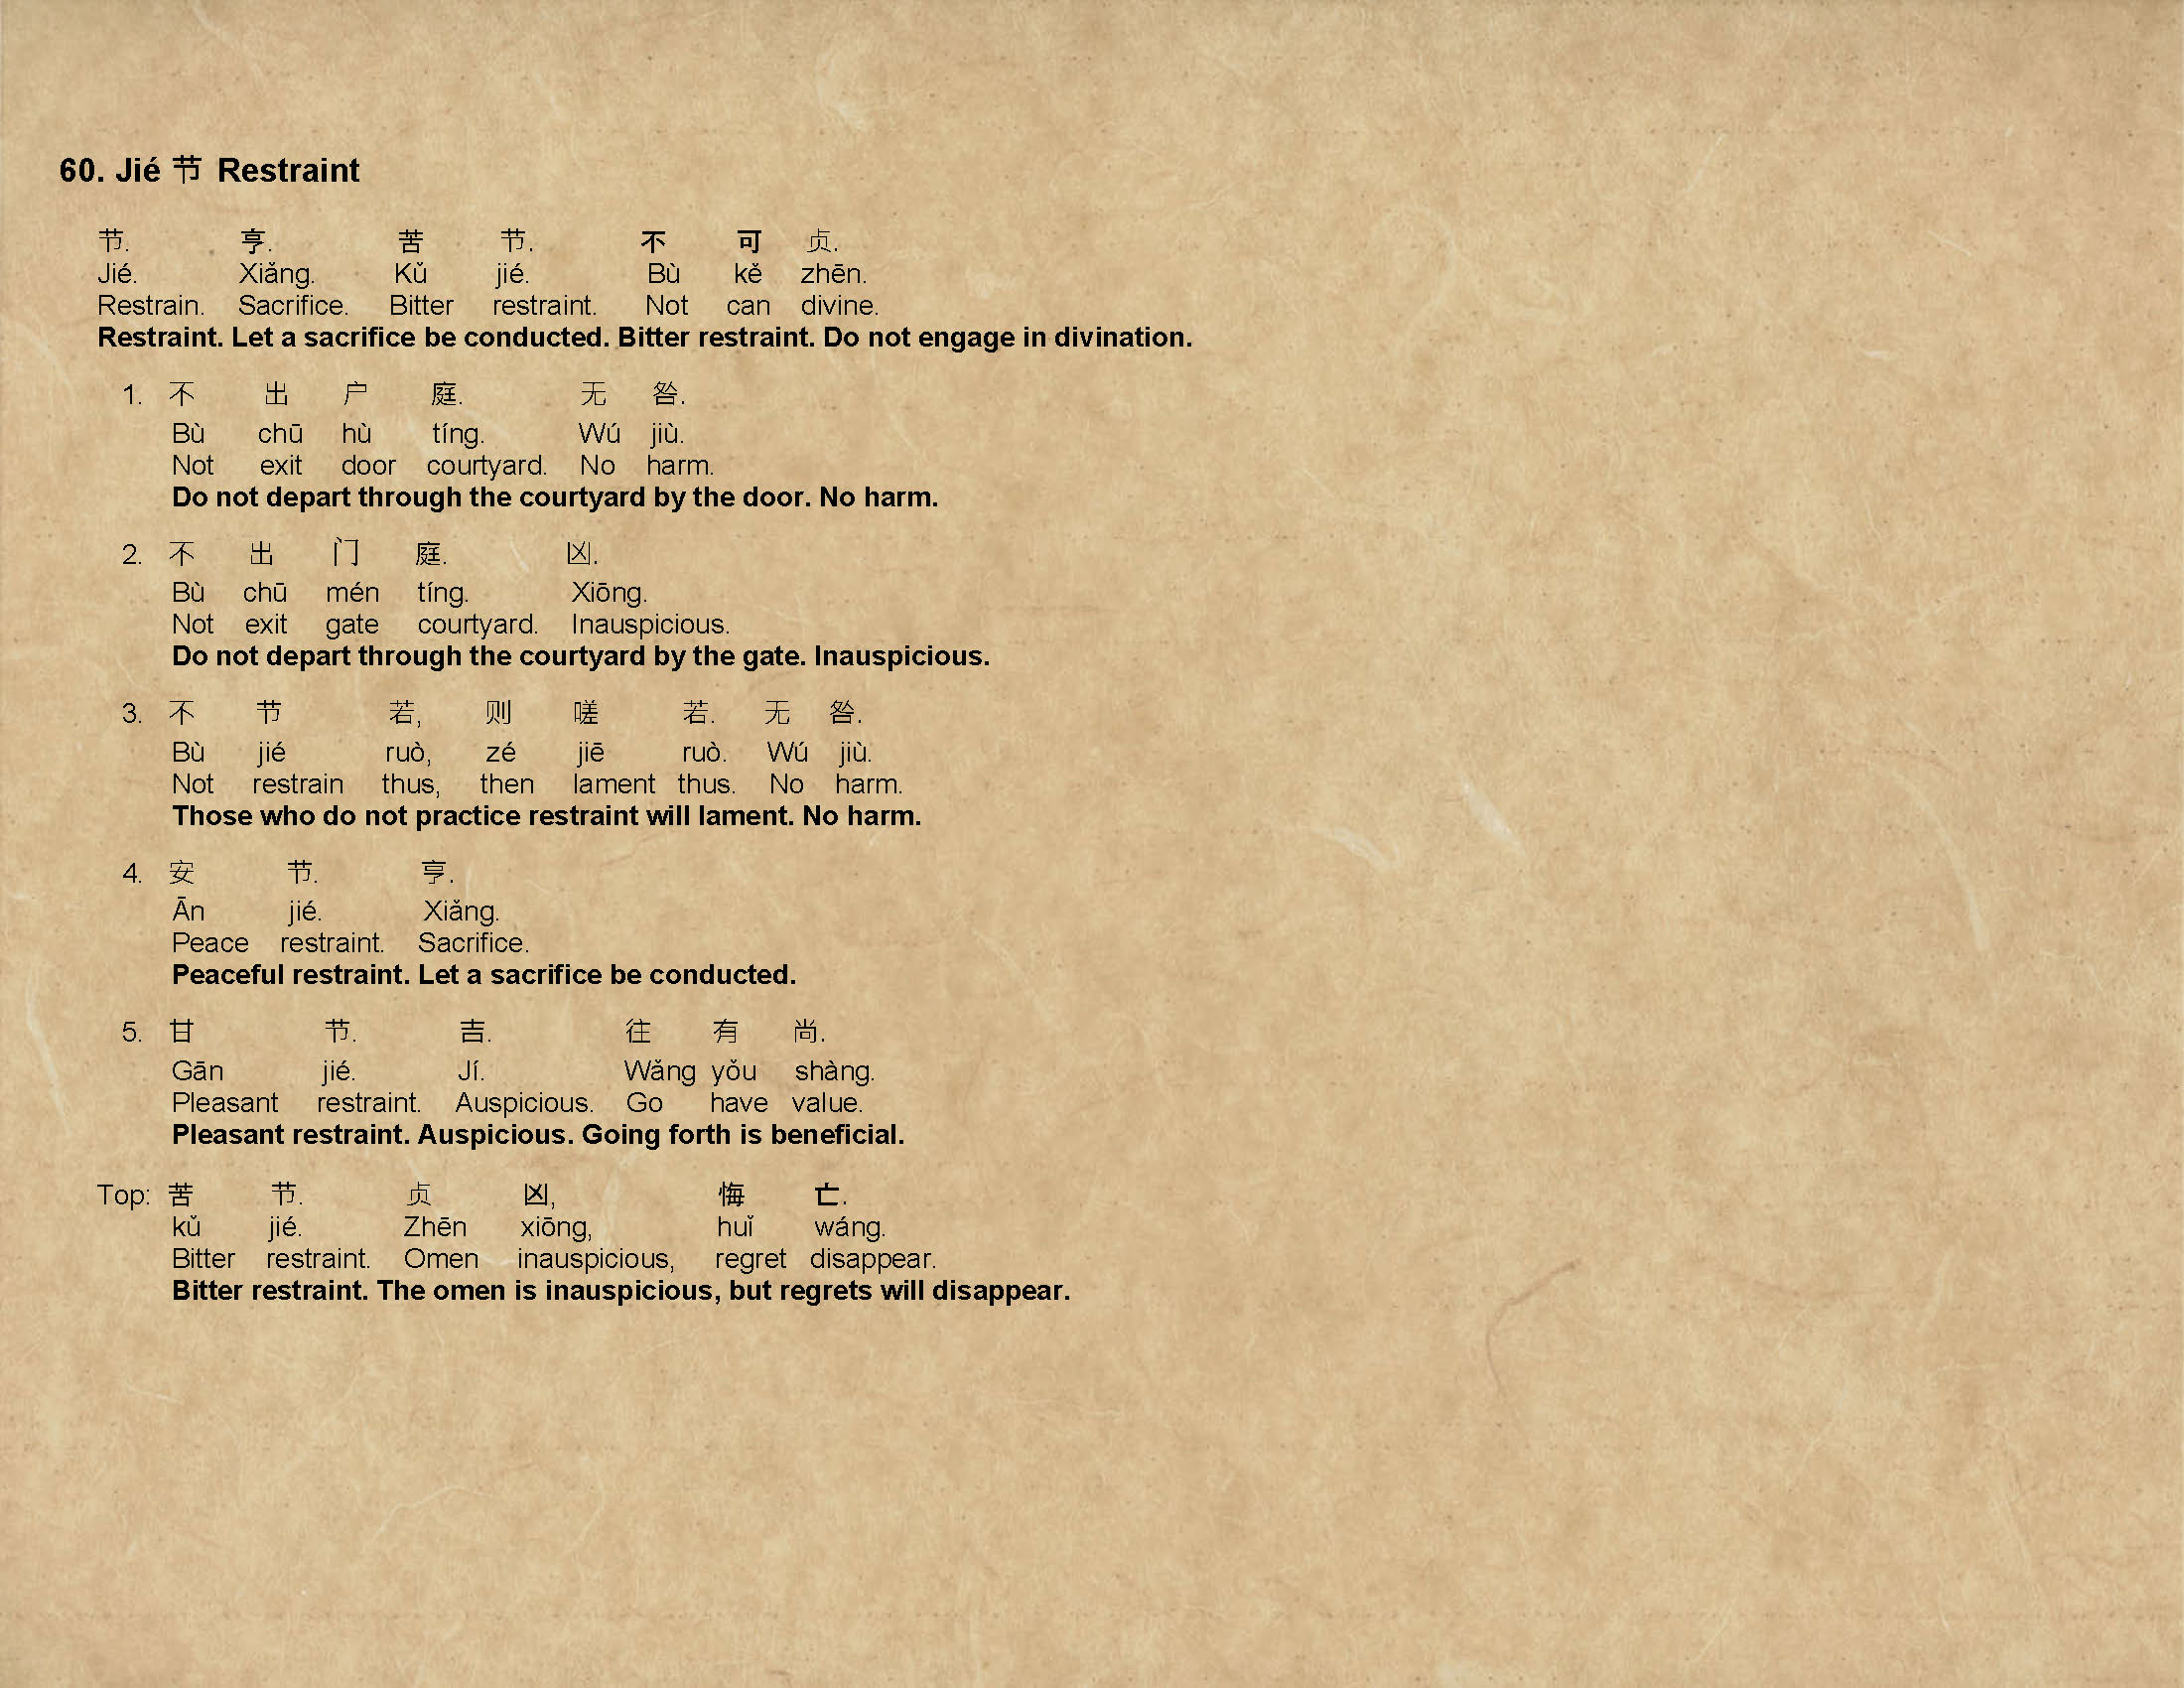 60. Jié 节 Restraint
节. 亨. 苦 节. 不 可 贞.
Jié. Xiǎng. Kǔ jié. Bù kě zhēn.
Restrain. Sacrifice. Bitter restraint. Not can divine.
Restraint. Let a sacrifice be conducted. Bitter restraint. Do not engage in divination.
1. 不 出 户 庭. 无 咎.
Bù chū hù tíng. Wú jiù.
Not exit door courtyard. No harm.
Do not depart through the courtyard by the door. No harm.
2. 不 出 门 庭. 凶.
Bù chū mén tíng. Xiōng.
Not exit gate courtyard. Inauspicious.
Do not depart through the courtyard by the gate. Inauspicious.
3. 不 节 若, 则 嗟 若. 无 咎.
Bù jié ruò, zé jiē ruò. Wú jiù.
Not restrain thus, then lament thus. No harm.
Those who do not practice restraint will lament. No harm.
4. 安 节. 亨.
Ān jié. Xiǎng.
Peace restraint. Sacrifice.
Peaceful restraint. Let a sacrifice be conducted.
5. 甘 节. 吉. 往 有 尚.
Gān jié. Jí. Wǎng yǒu shàng.
Pleasant restraint. Auspicious. Go have value.
Pleasant restraint. Auspicious. Going forth is beneficial.
Top: 苦 节. 贞 凶, 悔 亡.
kǔ jié. Zhēn xiōng, huǐ wáng.
Bitter restraint. Omen inauspicious, regret disappear.
Bitter restraint. The omen is inauspicious, but regrets will disappear.